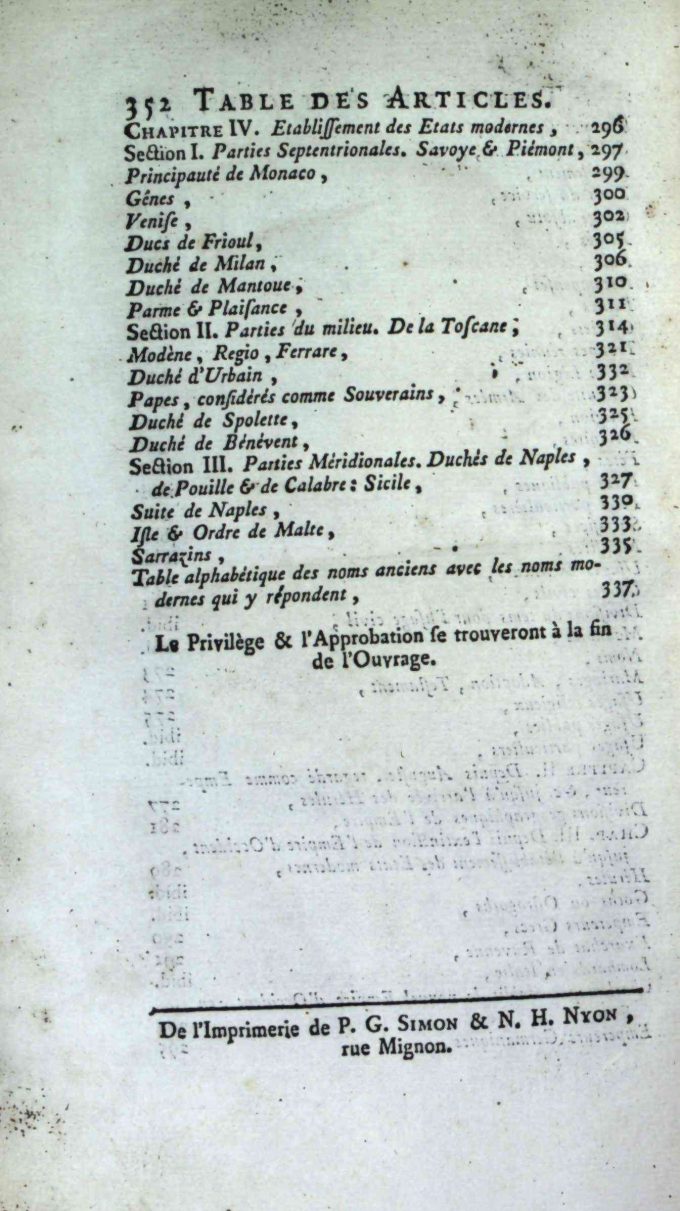 352 TABLE DES ARTICLES.
CHAPITRE IV. Etabliſſement des Etats modernes, 296
Section I. Parties Septentrionales. Savoye & Piémont, 297
Principauté de Monaco, 299
Gênes, 300
Veniſe, 302
Ducs de Frioul, 305
Duché de Milan, 306
Duché de Mantoue, 310
Parme & Plaiſance, 311
Section II. Parties du milieu. De la Toſcane, 314
Modène, Regio, Ferrare, 321
Duché d'Urbain, 332
Papes, conſidérés comme Souverains, 323
Duché de Spolette, 325
Duché de Bénévent, 326
Section III. Parties Méridionales. Duchés de Naples,
de Pouille & de Calabre: Sicile, 327
Suite de Naples, 330
Iſle & Ordre de Malte, 333
Sarrazins, 335
Table alphabétique des noms anciens avec les noms mo-
dernes qui y répondent, 337
Le Privilège & l'Approbation ſe trouveront à la fin
de l'Ouvrage.
De l'Imprimerie de P. G. SIMON & N. H. NYON,
rue Mignon.